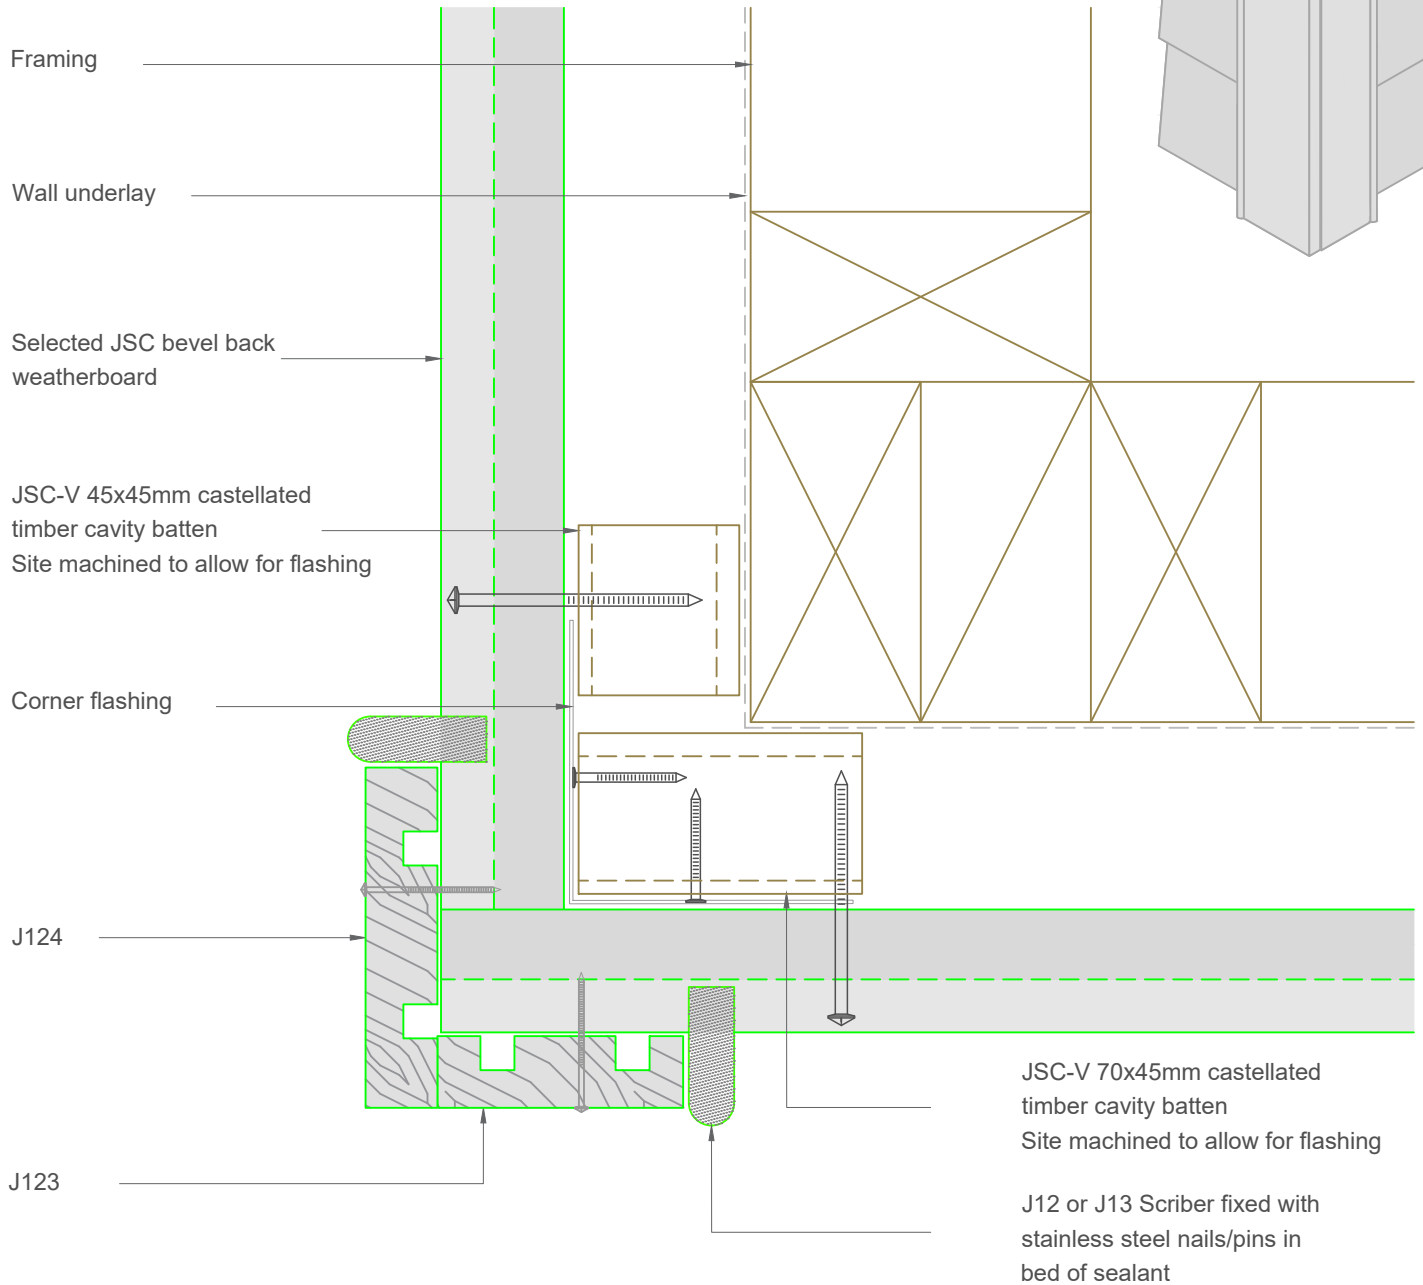 Framing
Wall underlay
Selected JSC bevel back
weatherboard
JSC-V 45x45mm castellated
timber cavity batten
Site machined to allow for flashing
Corner flashing
J124
J123
JSC-V 70x45mm castellated
timber cavity batten
Site machined to allow for flashing
J12 or J13 Scriber fixed with
stainless steel nails/pins in
bed of sealant